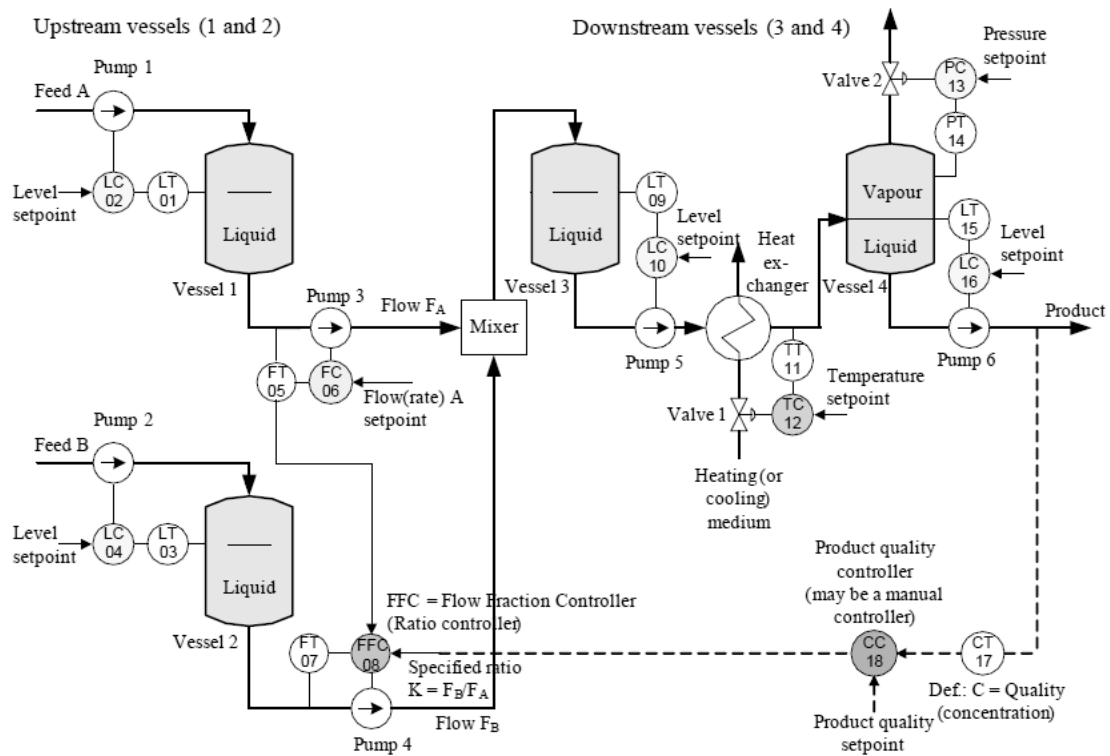 Upstream vessels (1 and 2)
Downstream vessels (3 and 4)
Pump 1
Feed A
LC
02
LT
01
Level
setpoint
Liquid
Vessel 1
Pump 3
Flow FA
FT
05
FC
06
Flow(rate) A
setpoint
Mixer
Pump 2
Feed B
LC
04
LT
03
Level
setpoint
Liquid
Vessel 2
FT
07
FFC
08
FFC = Flow Fraction Controller
(Ratio controller)
Specified ratio
K = FB/FA
Flow FB
Pump 4
Liquid
Vessel 3
LT
09
LC
10
Level
setpoint
Pump 5
Heat
ex-
changer
TT
11
TC
12
Temperature
setpoint
Valve 1
Heating (or
cooling)
medium
Valve 2
PC
13
Pressure
setpoint
PT
14
Vapour
Liquid
Vessel 4
LT
15
LC
16
Level
setpoint
Pump 6
Product
Product quality
controller
(may be a manual
controller)
CC
18
CT
17
Def.: C = Quality
(concentration)
Product quality
setpoint